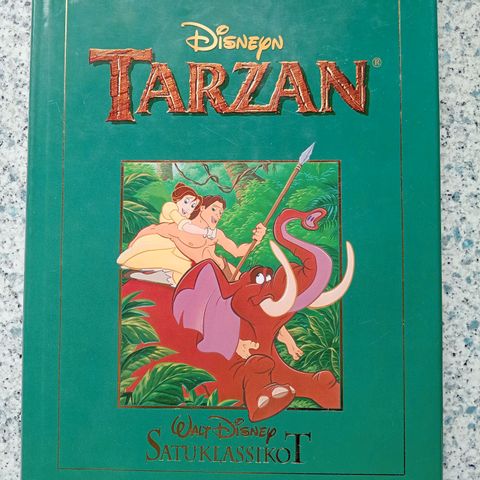 DISNEYN
TARZAN®
WALT DISNEY
SATUKLASSIKOT